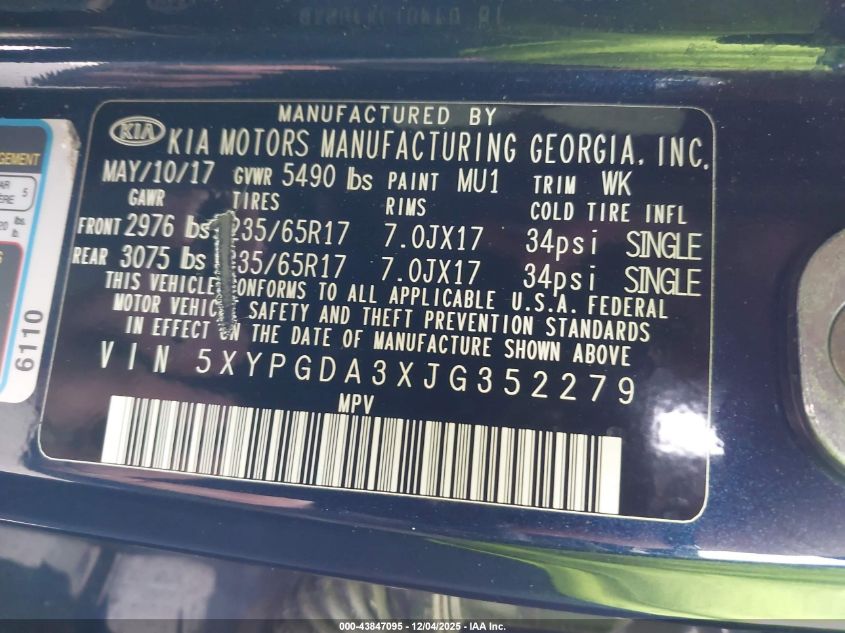 MANUFACTURED BY
KIA KIA MOTORS MANUFACTURING GEORGIA, INC.
MAY/10/17 GVWR 5490 lbs PAINT MU1 TRIM WK
GAWR TIRES RIMS COLD TIRE INFL
FRONT 2976 lbs 235/65R17 7.0JX17 34psi SINGLE
REAR 3075 lbs 235/65R17 7.0JX17 34psi SINGLE
THIS VEHICLE CONFORMS TO ALL APPLICABLE U.S.A. FEDERAL
MOTOR VEHICLE SAFETY AND THEFT PREVENTION STANDARDS
IN EFFECT ON THE DATE OF MANUFACTURE SHOWN ABOVE
VIN 5XYPGDA3XJG352279
MPV
5
lbs.
6110
000-43847095 - 12/04/2025 - IAA Inc.